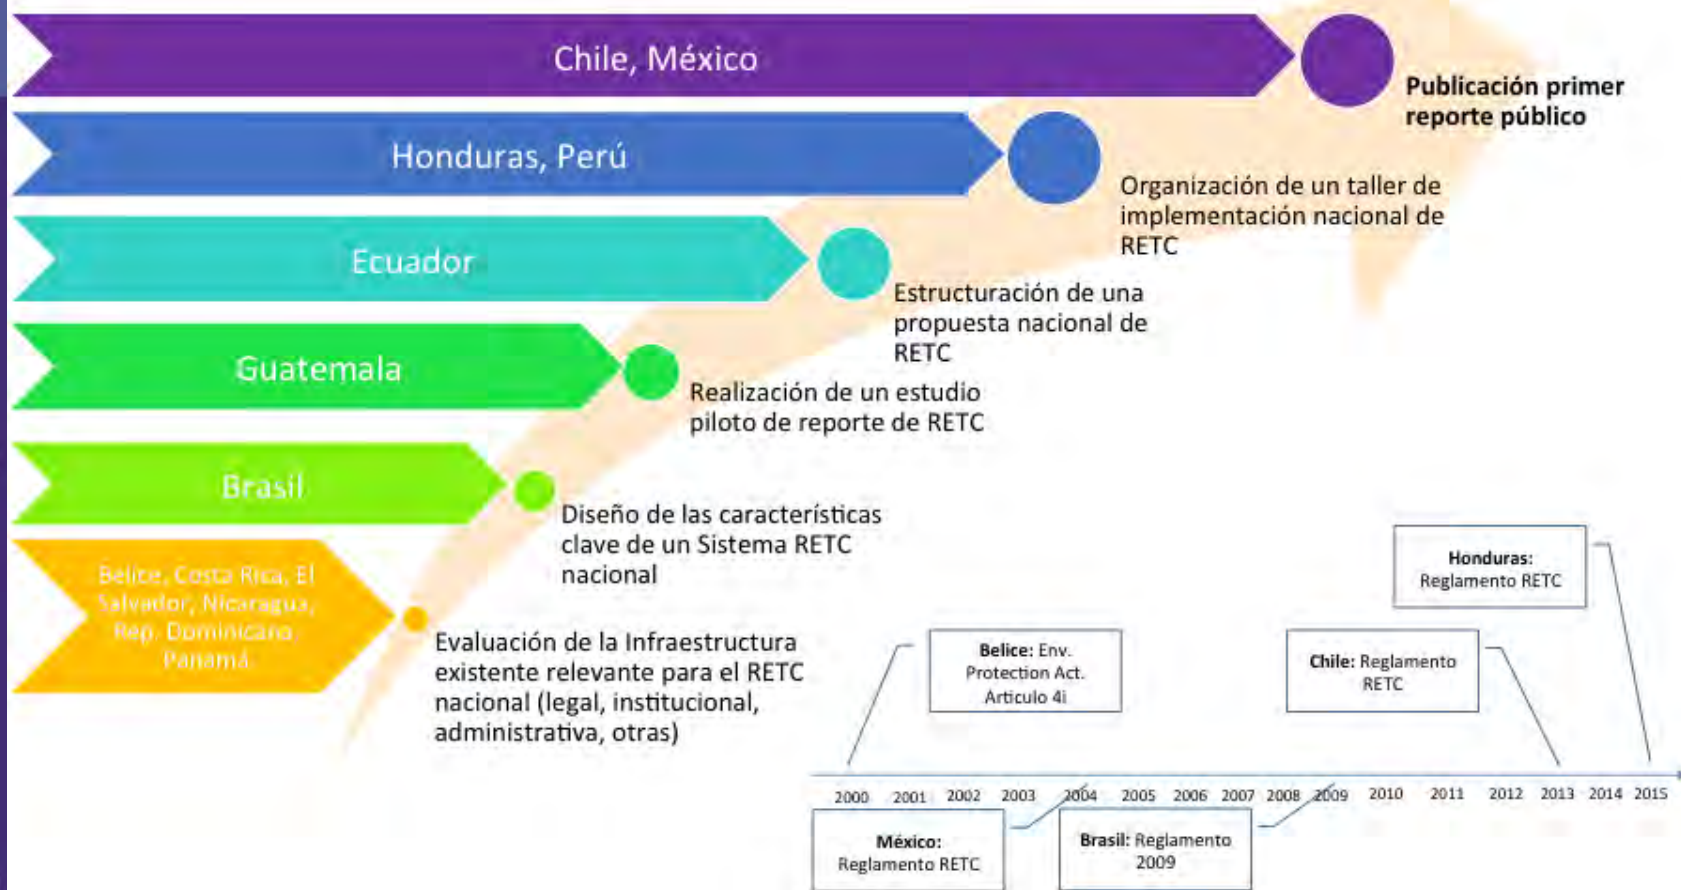 Chile, México
Publicación primer
reporte público
Honduras, Perú
Organización de un taller de
implementación nacional de
RETC
Ecuador
Estructuración de una
propuesta nacional de
RETC
Guatemala
Realización de un estudio
piloto de reporte de RETC
Brasil
Diseño de las características
clave de un Sistema RETC
nacional
Belice, Costa Rica, El
Salvador, Nicaragua,
Rep. Dominicana
Panamá
Evaluación de la Infraestructura
existente relevante para el RETC
nacional (legal, institucional,
administrativa, otras)
Honduras:
Reglamento RETC
Belice: Env.
Protection Act.
Artículo 4i
Chile: Reglamento
RETC
2000 2001 2002 2003 2004 2005 2006 2007 2008 2009 2010 2011 2012 2013 2014 2015
México:
Reglamento RETC
Brasil: Reglamento
2009